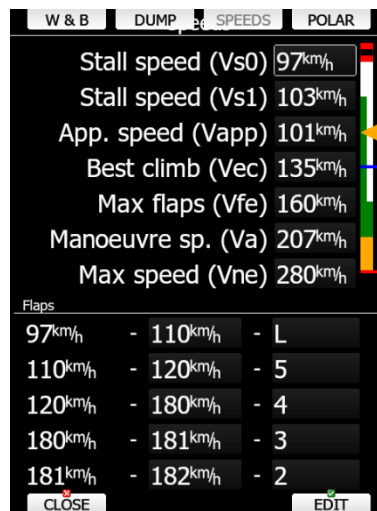 W & B DUMP SPEEDS POLAR
Speeds
Stall speed (Vs0) 97km/h
Stall speed (Vs1) 103km/h
App. speed (Vapp) 101km/h
Best climb (Vec) 135km/h
Max flaps (Vfe) 160km/h
Manoeuvre sp. (Va) 207km/h
Max speed (Vne) 280km/h
Flaps
97km/h - 110km/h - L
110km/h - 120km/h - 5
120km/h - 180km/h - 4
180km/h - 181km/h - 3
181km/h - 182km/h - 2
CLOSE EDIT